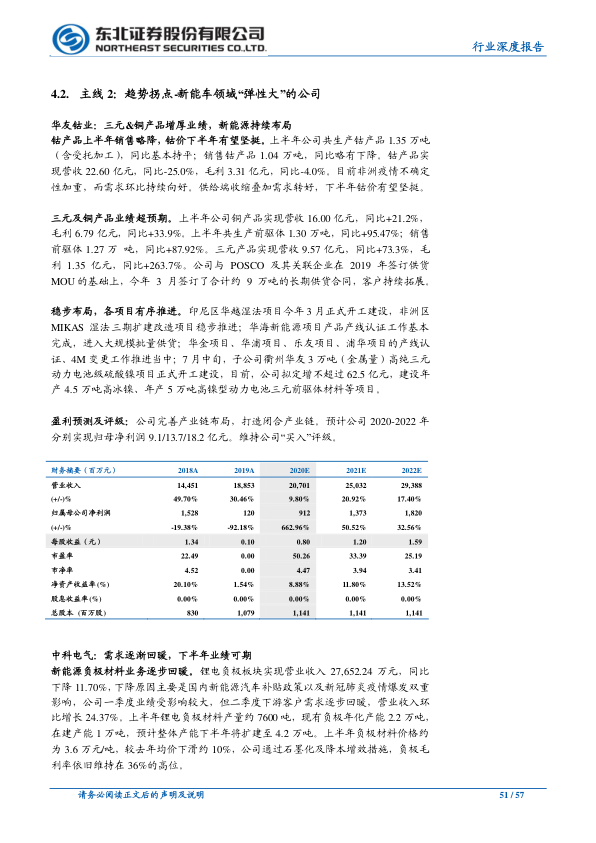 东北证券股份有限公司
NORTHEAST SECURITIES CO.,LTD.
行业深度报告
4.2. 主线 2：趋势拐点-新能车领域“弹性大”的公司
华友钴业：三元&铜产品增厚业绩，新能源持续布局
钴产品上半年销售略降，钴价下半年有望坚挺。上半年公司共生产钴产品 1.35 万吨
（含受托加工），同比基本持平；销售钴产品 1.04 万吨，同比略有下降。钴产品实
现营收 22.60 亿元，同比-25.0%，毛利 3.31 亿元，同比-4.0%。目前非洲疫情不确定
性加重，而需求环比持续向好。供给端收缩叠加需求转好，下半年钴价有望坚挺。
三元及铜产品业绩超预期。上半年公司铜产品实现营收 16.00 亿元，同比+21.2%，
毛利 6.79 亿元，同比+33.9%。上半年共生产前驱体 1.30 万吨，同比+95.47%；销售
前驱体 1.27 万 吨，同比+87.92%。三元产品实现营收 9.57 亿元，同比+73.3%，毛
利 1.35 亿元，同比+263.7%。公司与 POSCO 及其关联企业在 2019 年签订供货
MOU 的基础上，今年 3 月签订了合计约 9 万吨的长期供货合同，客户持续拓展。
稳步布局，各项目有序推进。印尼区华越湿法项目今年 3 月正式开工建设，非洲区
MIKAS 湿法三期扩建改造项目稳步推进；华海新能源项目产品产线认证工作基本
完成，进入大规模批量供货；华金项目、华浦项目、乐友项目、浦华项目的产线认
证、4M 变更工作推进当中；7 月中旬，子公司衢州华友 3 万吨（金属量）高纯三元
动力电池级硫酸镍项目正式开工建设，目前，公司拟定增不超过 62.5 亿元，建设年
产 4.5 万吨高冰镍、年产 5 万吨高镍型动力电池三元前驱体材料等项目。
盈利预测及评级：公司完善产业链布局，打造闭合产业链。预计公司 2020-2022 年
分别实现归母净利润 9.1/13.7/18.2 亿元。维持公司“买入”评级。
财务摘要（百万元） 2018A 2019A 2020E 2021E 2022E
营业收入 14,451 18,853 20,701 25,032 29,388
(+/-)% 49.70% 30.46% 9.80% 20.92% 17.40%
归属母公司净利润 1,528 120 912 1,373 1,820
(+/-)% -19.38% -92.18% 662.96% 50.52% 32.56%
每股收益（元） 1.34 0.10 0.80 1.20 1.59
市盈率 22.49 0.00 50.26 33.39 25.19
市净率 4.52 0.00 4.47 3.94 3.41
净资产收益率(%) 20.10% 1.54% 8.88% 11.80% 13.52%
股息收益率(%) 0.00% 0.00% 0.00% 0.00% 0.00%
总股本 (百万股) 830 1,079 1,141 1,141 1,141
中科电气：需求逐渐回暖，下半年业绩可期
新能源负极材料业务逐步回暖。锂电负极板块实现营业收入 27,652.24 万元，同比
下降 11.70%，下降原因主要是国内新能源汽车补贴政策以及新冠肺炎疫情爆发双重
影响，公司一季度业绩受影响较大，但二季度下游客户需求逐步回暖，营业收入环
比增长 24.37%。上半年锂电负极材料产量约 7600 吨，现有负极年化产能 2.2 万吨，
在建产能 1 万吨，预计整体产能下半年将扩建至 4.2 万吨。上半年负极材料价格约
为 3.6 万元/吨，较去年均价下滑约 10%，公司通过石墨化及降本增效措施，负极毛
利率依旧维持在 36%的高位。
请务必阅读正文后的声明及说明
51 / 57